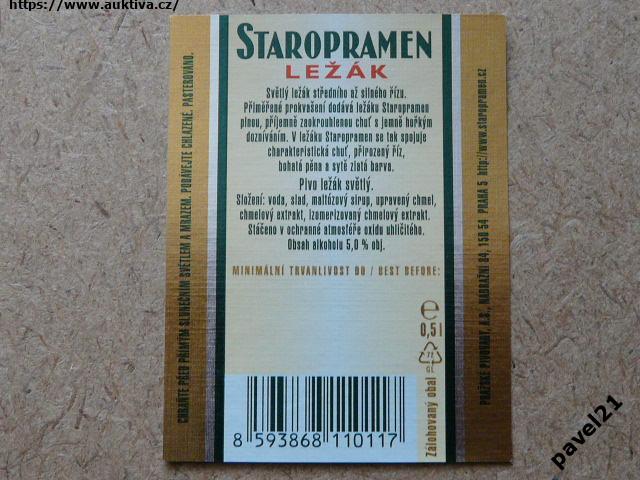 https://www.auktiva.cz/
STAROPRAMEN
LEŽÁK
Světlý ležák středního až silného řízu.
Přiměřené prokvašení dodává ležáku Staropramen
plnou, příjemně zaokrouhlenou chuť s jemně hořkým
dozníváním. V ležáku Staropramen se tak spojuje
charakteristická chuť, přirozený říz,
bohatá pěna a sytě zlatá barva.
Pivo ležák světlý.
Složení: voda, slad, maltózový sirup, upravený chmel,
chmelový extrakt, izomerizovaný chmelový extrakt.
Stáčeno v ochranné atmosféře oxidu uhličitého.
Obsah alkoholu 5,0 % obj.
MINIMÁLNÍ TRVANLIVOST DO / BEST BEFORE:
e
0,5 l
71
GL
Zálohovaný obal
8 593868 110117
CHRAŇTE PŘED PŘÍMÝM SLUNEČNÍM SVĚTLEM A MRAZEM. PODÁVEJTE CHLAZENÉ. PASTEROVÁNO.
PRAŽSKÉ PIVOVARY, A.S., NÁDRAŽNÍ 84, 150 54 PRAHA 5 http://www.staropramen.cz
pavel21